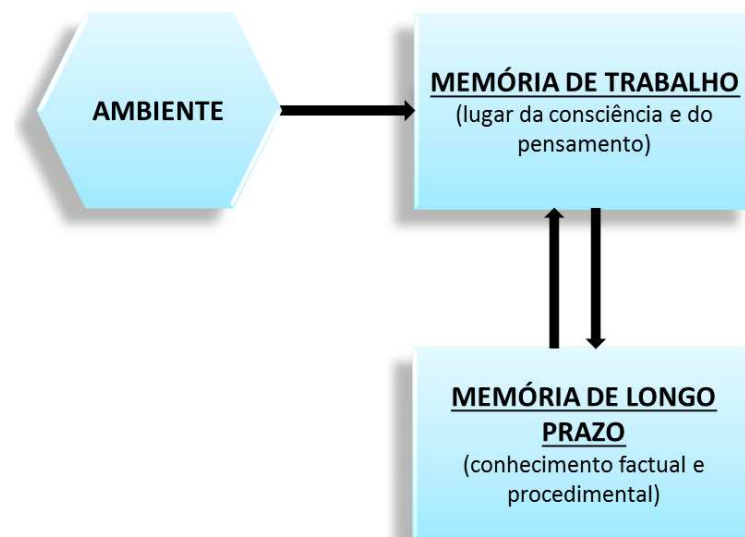 AMBIENTE
MEMÓRIA DE TRABALHO
(lugar da consciência e do
pensamento)
MEMÓRIA DE LONGO
PRAZO
(conhecimento factual e
procedimental)